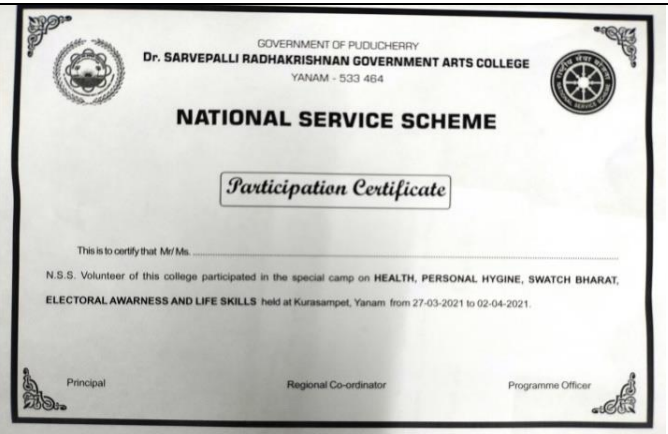 GOVERNMENT OF PUDUCHERRY
Dr. SARVEPALLI RADHAKRISHNAN GOVERNMENT ARTS COLLEGE
YANAM - 533 464
NATIONAL SERVICE SCHEME
Participation Certificate
This is to certify that Mr/Ms.
N.S.S. Volunteer of this college participated in the special camp on HEALTH, PERSONAL HYGINE, SWATCH BHARAT,
ELECTORAL AWARNESS AND LIFE SKILLS held at Kurasampet, Yanam from 27-03-2021 to 02-04-2021.
Principal Regional Co-ordinator Programme Officer